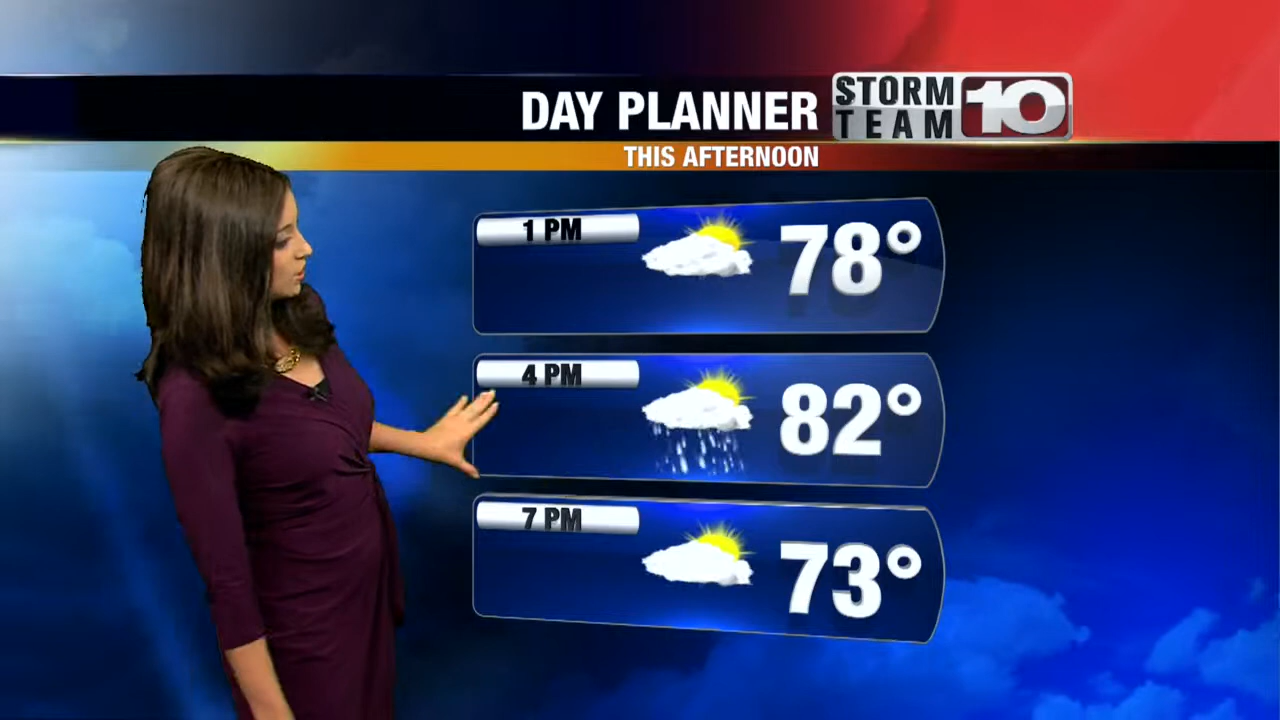 DAY PLANNER
STORM
TEAM
10
THIS AFTERNOON
1 PM
78°
4 PM
82°
7 PM
73°